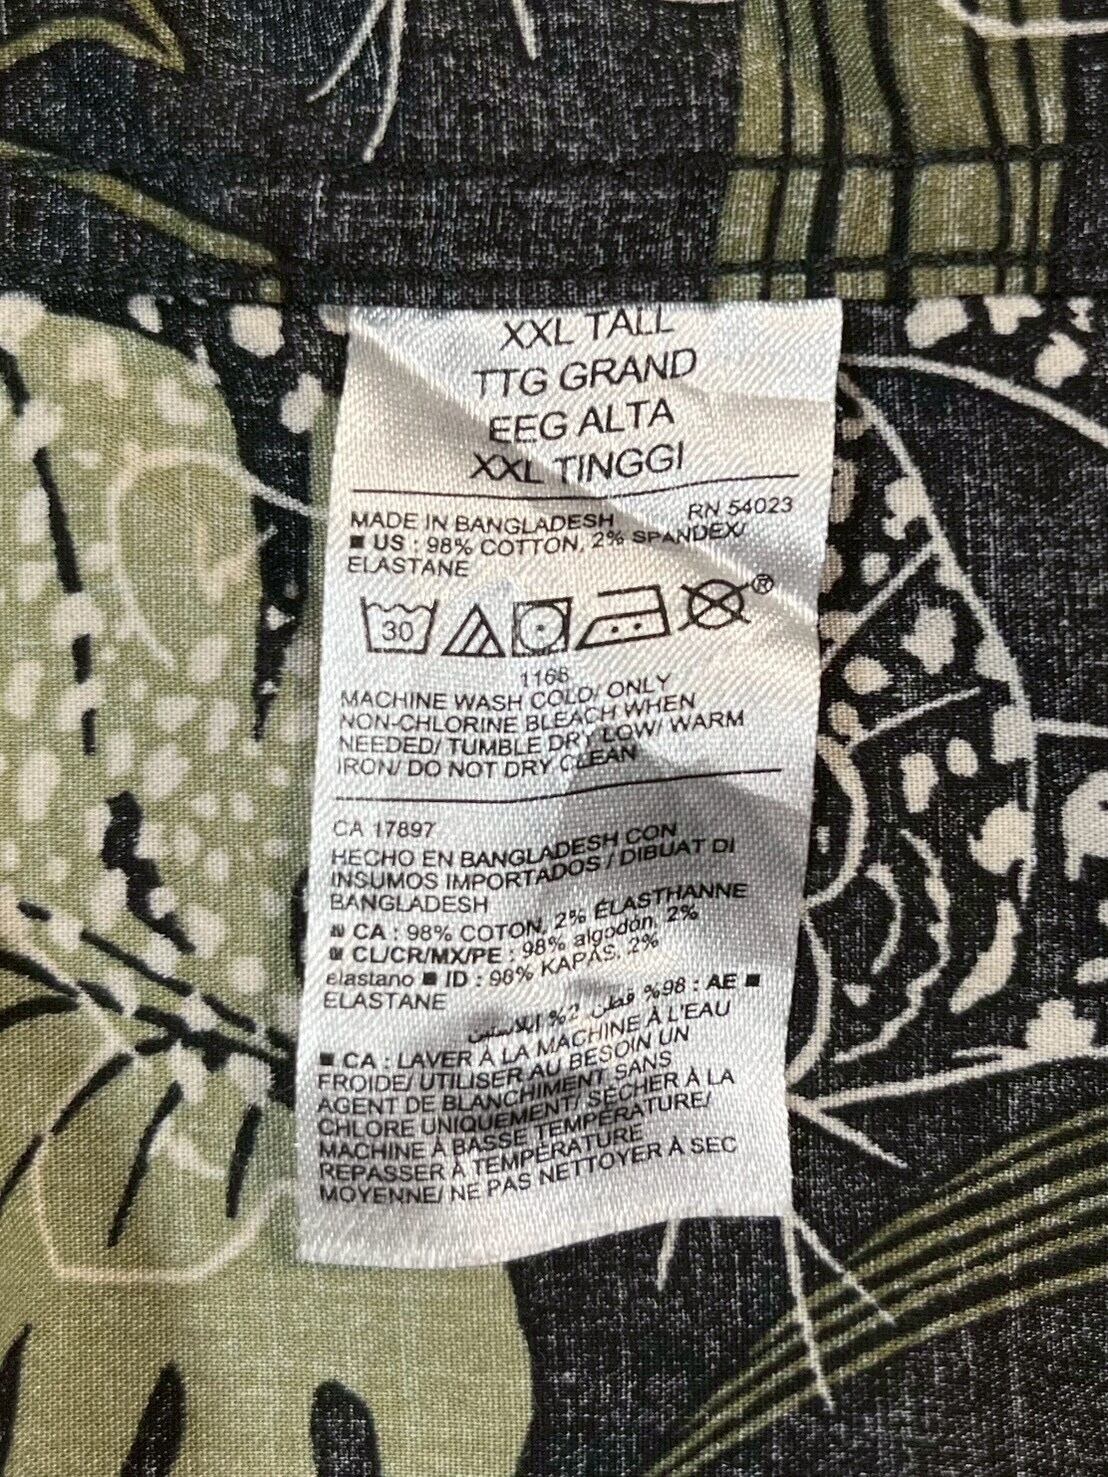 XXL TALL
TTG GRAND
EEG ALTA
XXL TINGGI
MADE IN BANGLADESH RN 54023
■ US : 98% COTTON, 2% SPANDEX/
ELASTANE
30 ®
1168
MACHINE WASH COLD/ ONLY
NON-CHLORINE BLEACH WHEN
NEEDED/ TUMBLE DRY LOW/ WARM
IRON/ DO NOT DRY CLEAN
CA 17897
HECHO EN BANGLADESH CON
INSUMOS IMPORTADOS / DIBUAT DI
BANGLADESH
■ CA : 98% COTON, 2% ÉLASTHANNE
■ CL/CR/MX/PE : 98% algodón, 2%
elastano ■ ID : 98% KAPAS, 2%
ELASTANE
■ AE : 98% قطن, 2% ايلاستين
■ CA : LAVER À LA MACHINE À L'EAU
FROIDE/ UTILISER AU BESOIN UN
AGENT DE BLANCHIMENT SANS
CHLORE UNIQUEMENT/ SÉCHER À LA
MACHINE À BASSE TEMPÉRATURE/
REPASSER À TEMPÉRATURE
MOYENNE/ NE PAS NETTOYER À SEC